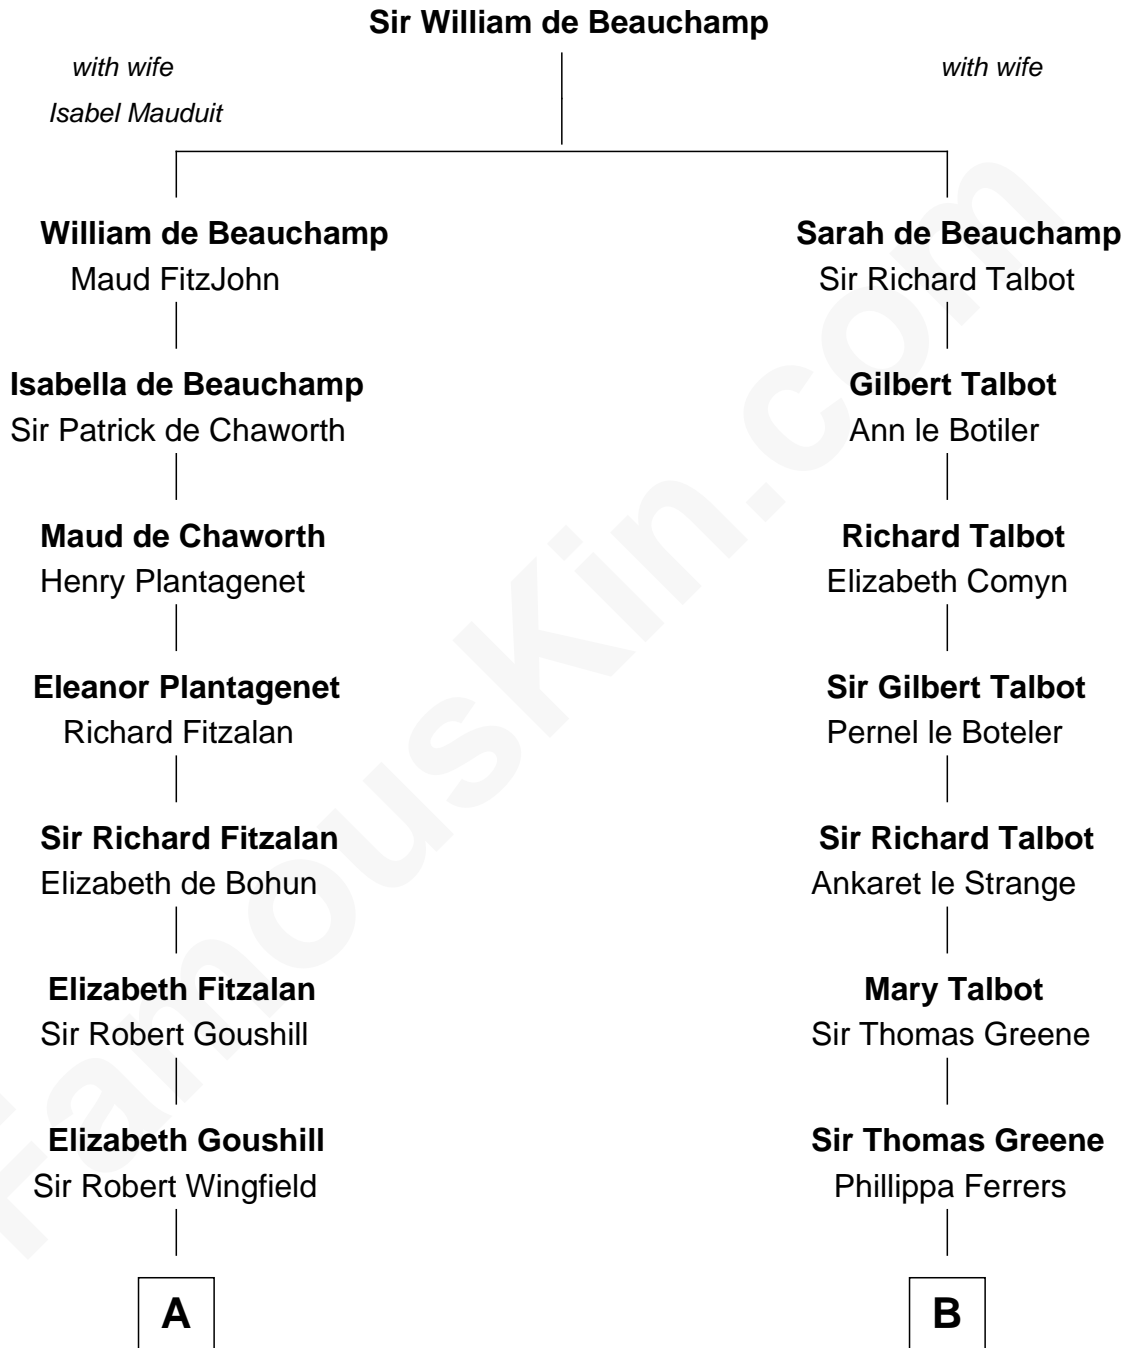 Sir William de Beauchamp
with wife
Isabel Mauduit
with wife
William de Beauchamp
Maud FitzJohn
Sarah de Beauchamp
Sir Richard Talbot
Isabella de Beauchamp
Sir Patrick de Chaworth
Gilbert Talbot
Ann le Botiler
Maud de Chaworth
Henry Plantagenet
Richard Talbot
Elizabeth Comyn
Eleanor Plantagenet
Richard Fitzalan
Sir Gilbert Talbot
Pernel le Boteler
Sir Richard Fitzalan
Elizabeth de Bohun
Sir Richard Talbot
Ankaret le Strange
Elizabeth Fitzalan
Sir Robert Goushill
Mary Talbot
Sir Thomas Greene
Elizabeth Goushill
Sir Robert Wingfield
Sir Thomas Greene
Phillippa Ferrers
A
B
FamousKin.com